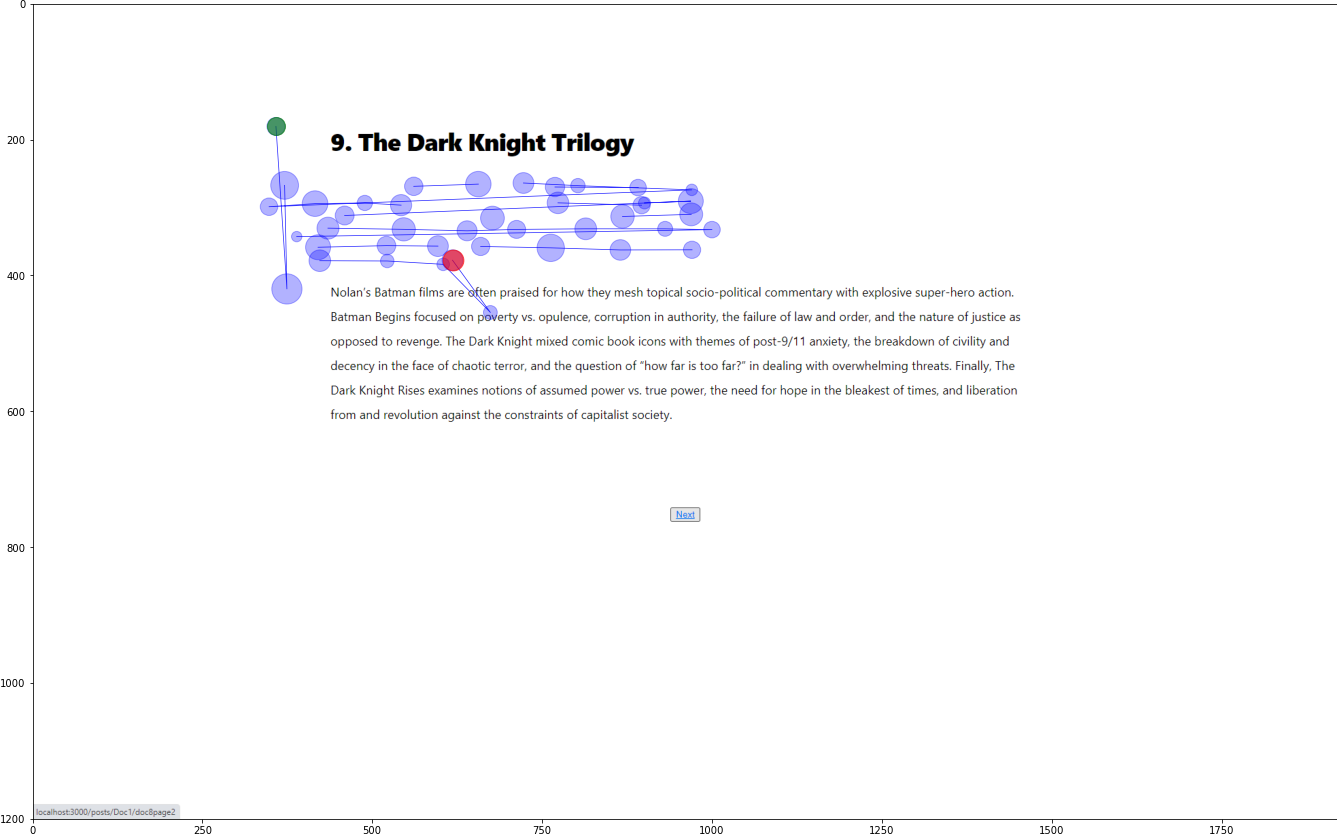 0
200
9. The Dark Knight Trilogy
400
Nolan's Batman films are often praised for how they mesh topical socio-political commentary with explosive super-hero action.
Batman Begins focused on poverty vs. opulence, corruption in authority, the failure of law and order, and the nature of justice as
opposed to revenge. The Dark Knight mixed comic book icons with themes of post-9/11 anxiety, the breakdown of civility and
decency in the face of chaotic terror, and the question of “how far is too far?” in dealing with overwhelming threats. Finally, The
Dark Knight Rises examines notions of assumed power vs. true power, the need for hope in the bleakest of times, and liberation
600
from and revolution against the constraints of capitalist society.
Next
800
1000
localhost:3000/posts/Doc1/doc8page2
1200
0 250 500 750 1000 1250 1500 1750